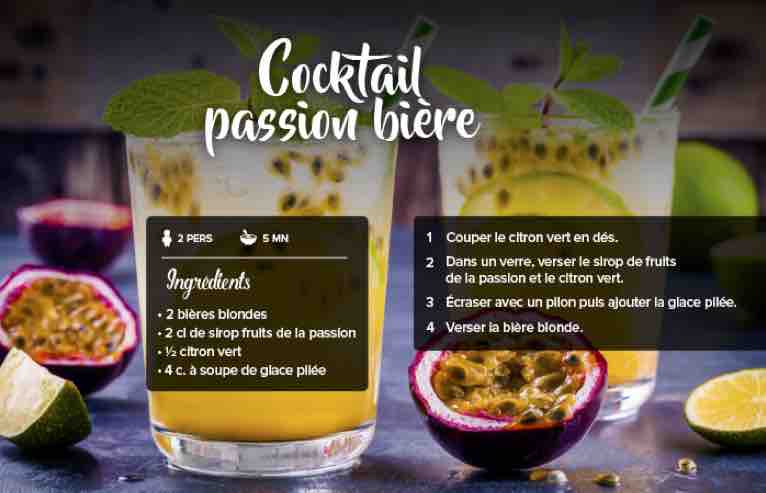 Cocktail
passion bière
2 PERS 5 MN
Ingrédients
• 2 bières blondes
• 2 cl de sirop fruits de la passion
• ½ citron vert
• 4 c. à soupe de glace pilée
1 Couper le citron vert en dés.
2 Dans un verre, verser le sirop de fruits
de la passion et le citron vert.
3 Écraser avec un pilon puis ajouter la glace pilée.
4 Verser la bière blonde.